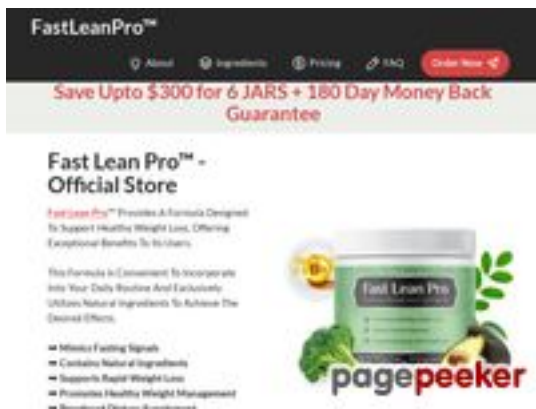 FastLeanPro™
About
Ingredients
Pricing
FAQ
Order Now
Save Upto $300 for 6 JARS + 180 Day Money Back
Guarantee
Fast Lean Pro™ -
Official Store
Fast Lean Pro™ Provides A Formula Designed
To Support Healthy Weight Loss, Offering
Exceptional Benefits To Its Users.
This Formula Is Convenient To Incorporate
Into Your Daily Routine And Exclusively
Utilizes Natural Ingredients To Achieve The
Desired Effects.
Mimics Fasting Signals
Contains Natural Ingredients
Supports Rapid Weight Loss
Promotes Healthy Weight Management
Fast Lean Pro
pagepeeker